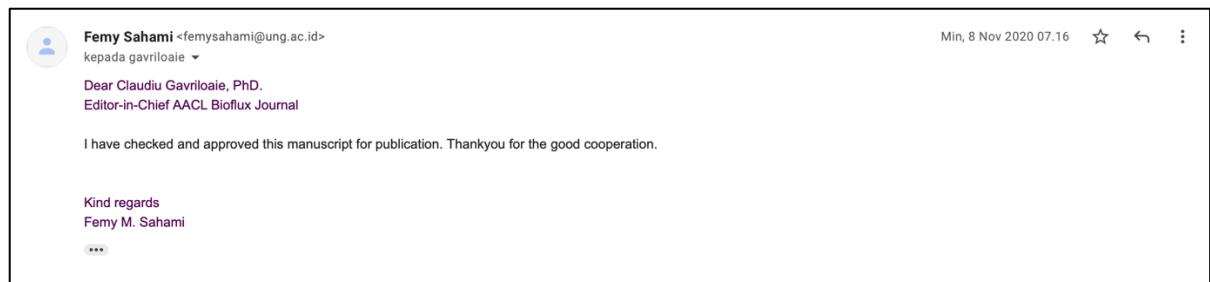 Femy Sahami <femysahami@ung.ac.id>
Min, 8 Nov 2020 07.16
kepada gavriloaie
Dear Claudiu Gavriloaie, PhD.
Editor-in-Chief AACL Bioflux Journal
I have checked and approved this manuscript for publication. Thankyou for the good cooperation.
Kind regards
Femy M. Sahami